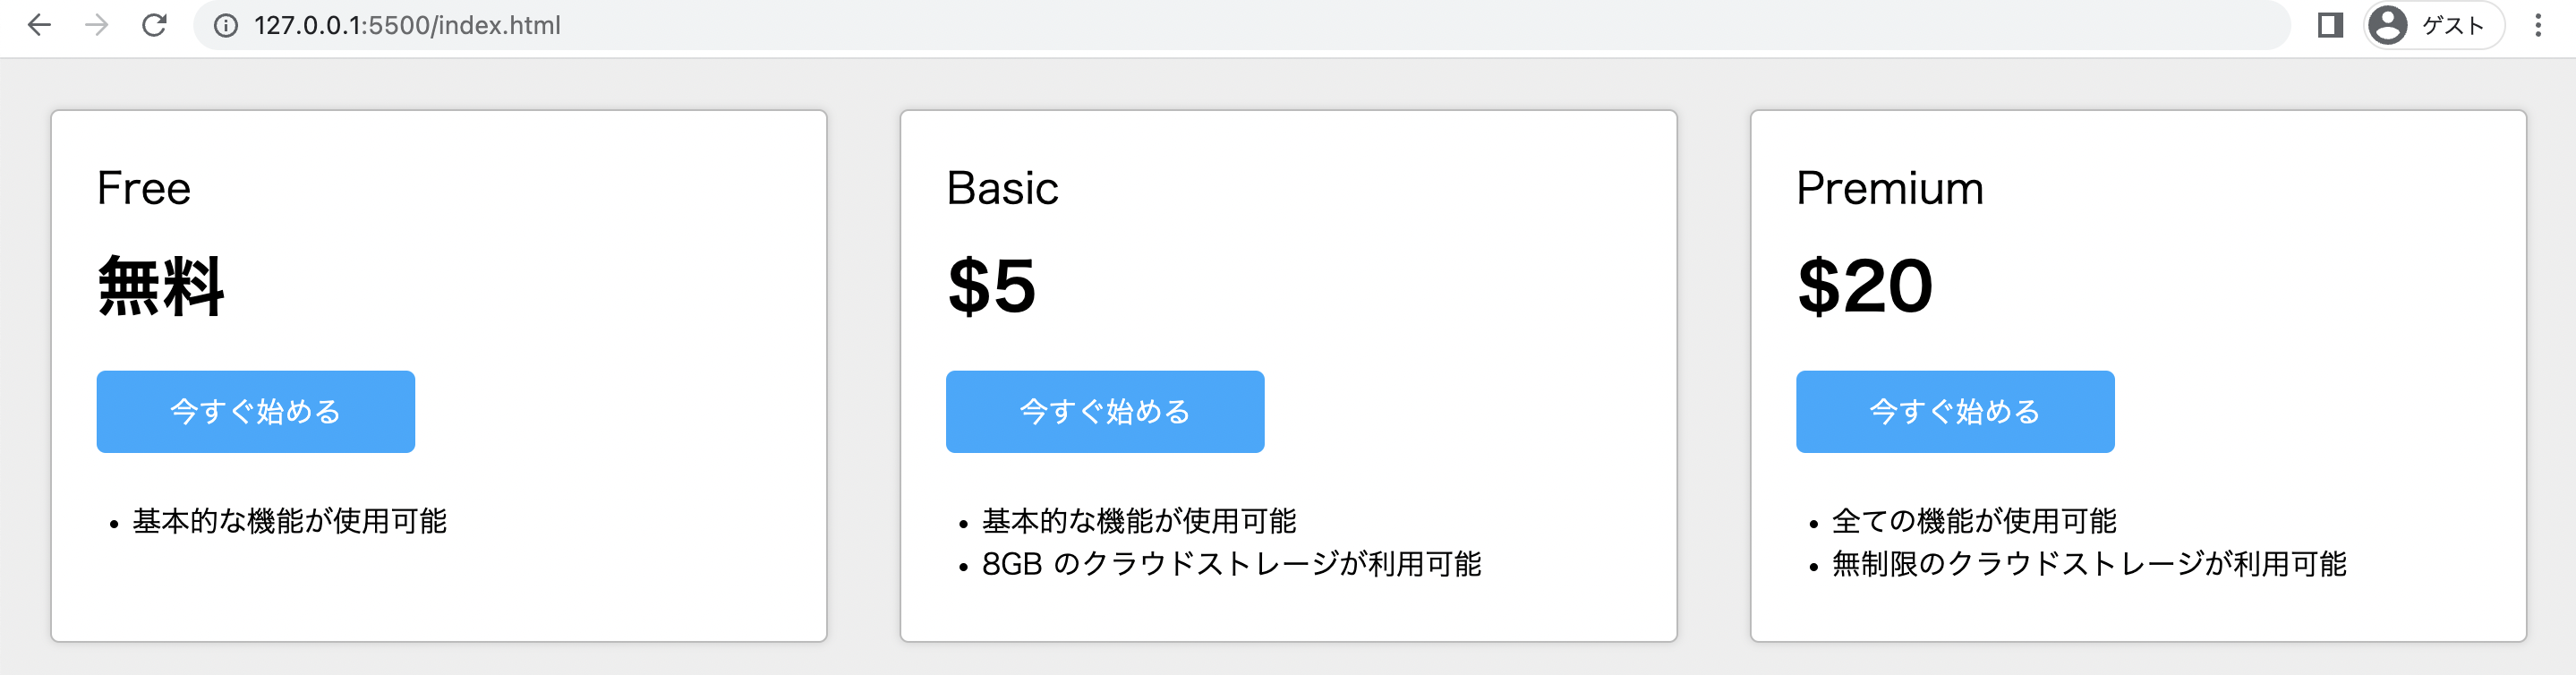 127.0.0.1:5500/index.html
ゲスト
Free
無料
今すぐ始める
• 基本的な機能が使用可能
Basic
$5
今すぐ始める
• 基本的な機能が使用可能
• 8GB のクラウドストレージが利用可能
Premium
$20
今すぐ始める
• 全ての機能が使用可能
• 無制限のクラウドストレージが利用可能